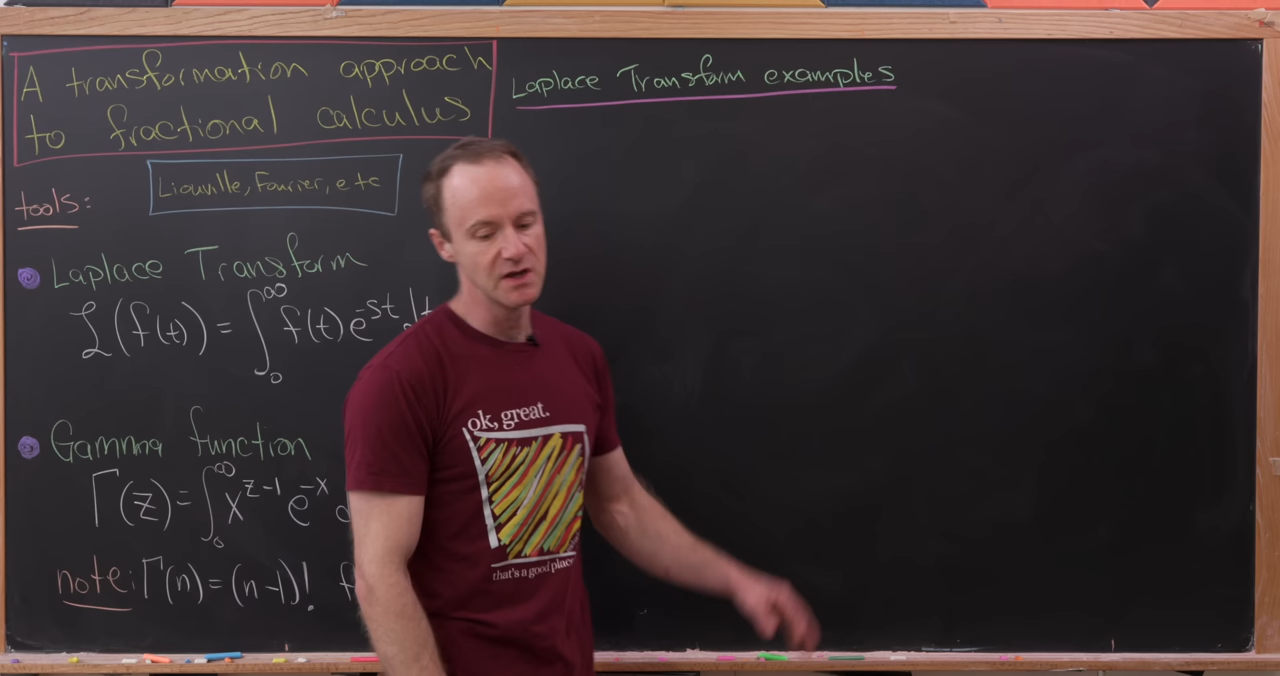 A transformation approach
to fractional calculus
Liouville, Fourier, etc
tools:
Laplace Transform
ℒ(f(t)) = ∫₀^∞ f(t)e^{-st} dt
Gamma function
Γ(z) = ∫₀^∞ x^{z-1} e^{-x}
note: Γ(n) = (n-1)! f
Laplace Transform examples
ok, great.
that's a good place